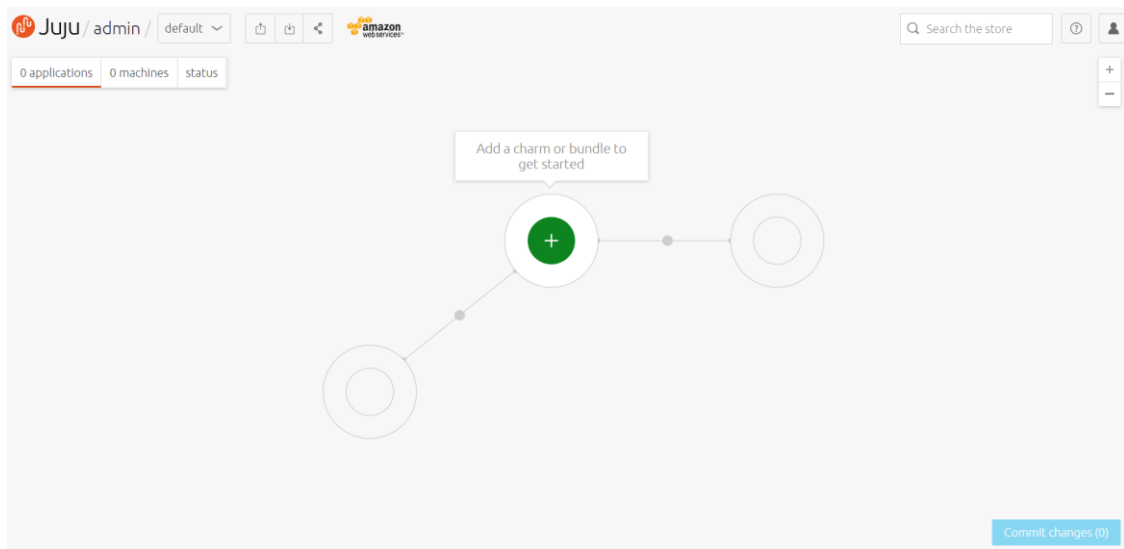 Juju / admin / default
amazon
webservices™
Search the store
0 applications 0 machines status
Add a charm or bundle to
get started
Commit changes (0)